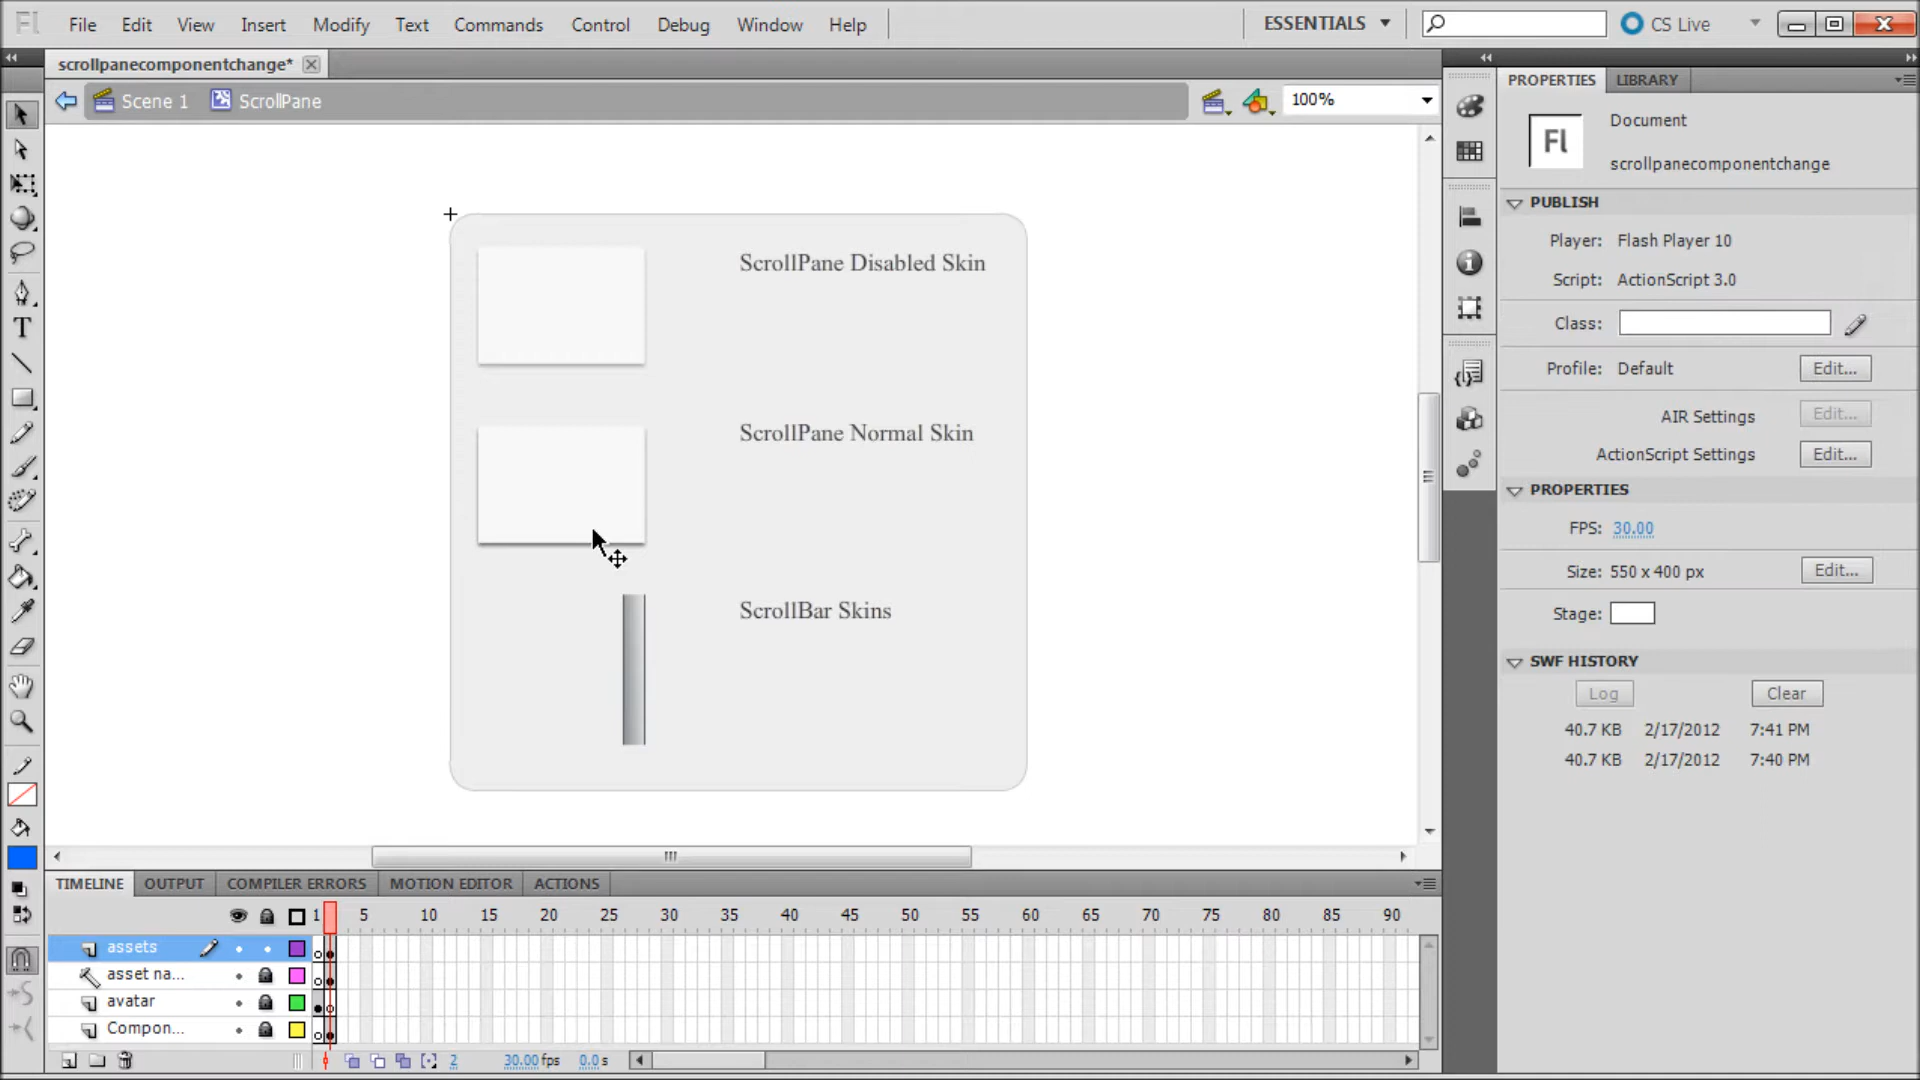 Fl File Edit View Insert Modify Text Commands Control Debug Window Help ESSENTIALS CS Live
scrollpanecomponentchange*
Scene 1 ScrollPane 100%
ScrollPane Disabled Skin
ScrollPane Normal Skin
ScrollBar Skins
PROPERTIES LIBRARY
Fl
Document
scrollpanecomponentchange
PUBLISH
Player: Flash Player 10
Script: ActionScript 3.0
Class:
Profile: Default Edit...
AIR Settings Edit...
ActionScript Settings Edit...
PROPERTIES
FPS: 30.00
Size: 550 x 400 px Edit...
Stage:
SWF HISTORY
Log Clear
40.7 KB 2/17/2012 7:41 PM
40.7 KB 2/17/2012 7:40 PM
TIMELINE OUTPUT COMPILER ERRORS MOTION EDITOR ACTIONS
1 5 10 15 20 25 30 35 40 45 50 55 60 65 70 75 80 85 90
assets
asset na...
avatar
Compon...
2 30.00fps 0.0s